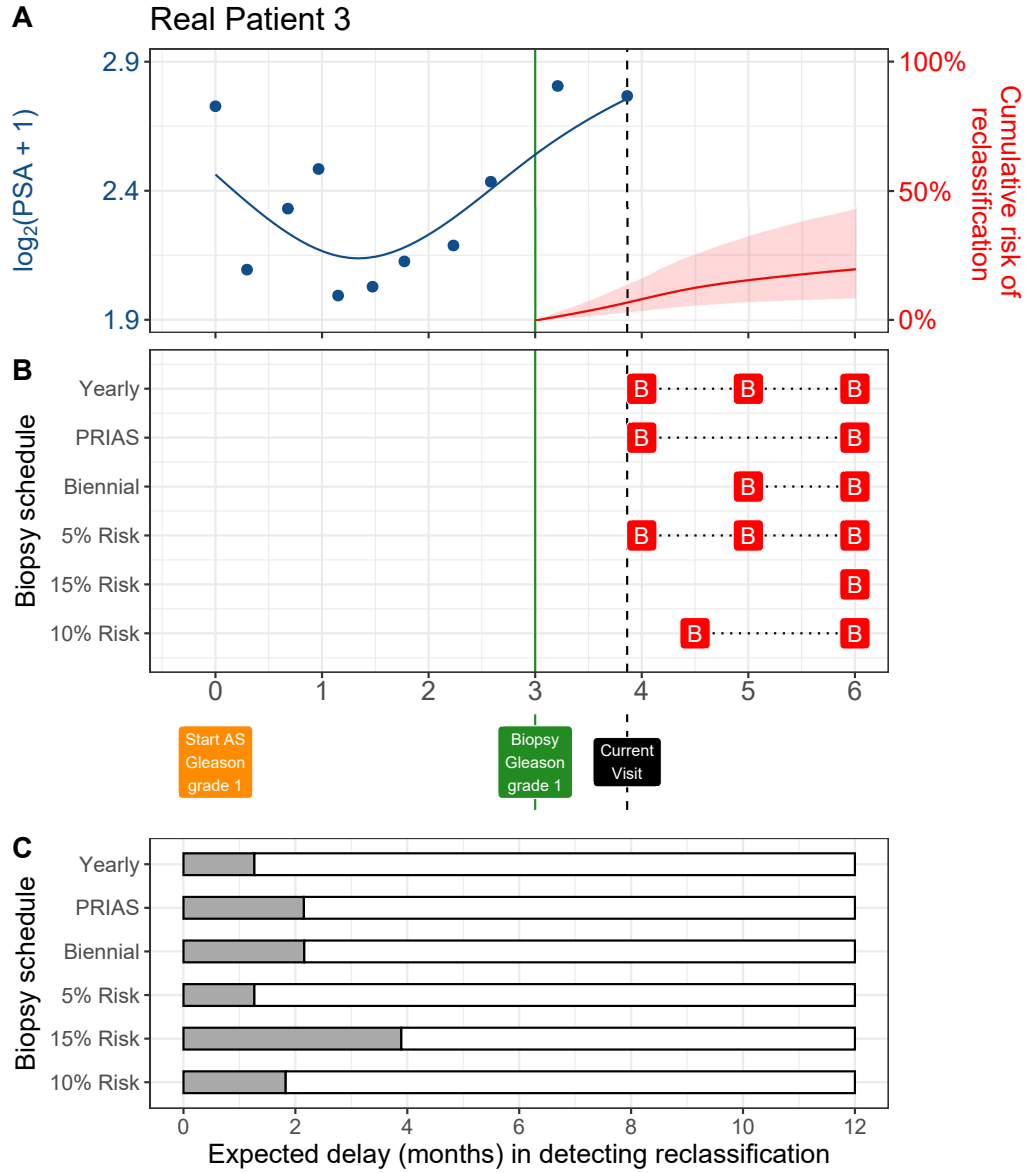 A
Real Patient 3
log₂(PSA + 1)
2.9
2.4
1.9
100%
50%
0%
Cumulative risk of
reclassification
B
Biopsy schedule
Yearly
B B B
PRIAS
B B
Biennial
B B
5% Risk
B B B
15% Risk
B
10% Risk
B B
0 1 2 3 4 5 6
Start AS
Gleason
grade 1
Biopsy
Gleason
grade 1
Current
Visit
C
Biopsy schedule
Yearly
PRIAS
Biennial
5% Risk
15% Risk
10% Risk
0 2 4 6 8 10 12
Expected delay (months) in detecting reclassification